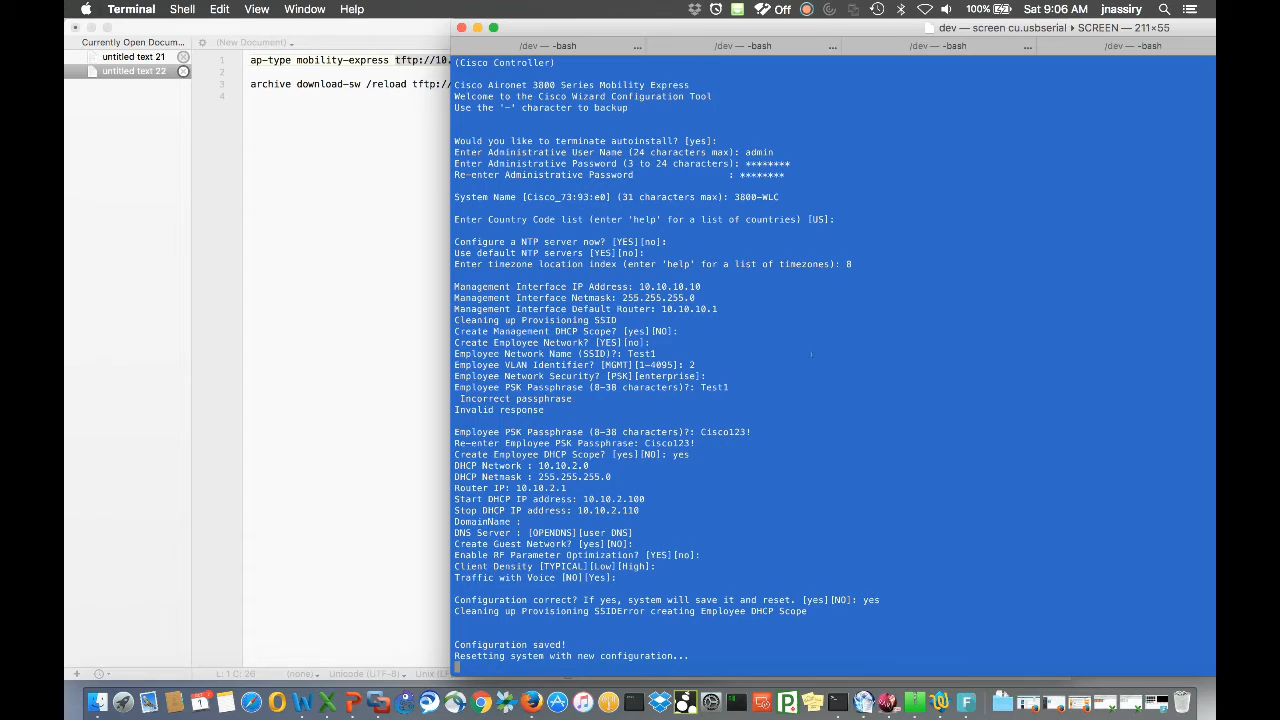 Terminal Shell Edit View Window Help Off 52% Sat 9:06 AM jnassiry
dev — screen cu.usbserial ▸ SCREEN — 211×55
Currently Open Docum... (New Document)
/dev — -bash ... /dev — -bash ... /dev — -bash ... /dev — -bash
untitled text 21
untitled text 22
1 ap-type mobility-express tftp://10.
2
3 archive download-sw /reload tftp://
4
(Cisco Controller)
Cisco Aironet 3800 Series Mobility Express
Welcome to the Cisco Wizard Configuration Tool
Use the '-' character to backup
Would you like to terminate autoinstall? [yes]:
Enter Administrative User Name (24 characters max): admin
Enter Administrative Password (3 to 24 characters): ********
Re-enter Administrative Password : ********
System Name [Cisco_73:93:e0] (31 characters max): 3800-WLC
Enter Country Code list (enter 'help' for a list of countries) [US]:
Configure a NTP server now? [YES][no]:
Use default NTP servers [YES][no]:
Enter timezone location index (enter 'help' for a list of timezones): 8
Management Interface IP Address: 10.10.10.10
Management Interface Netmask: 255.255.255.0
Management Interface Default Router: 10.10.10.1
Cleaning up Provisioning SSID
Create Management DHCP Scope? [yes][NO]:
Create Employee Network? [YES][no]:
Employee Network Name (SSID)?: Test1
Employee VLAN Identifier? [MGMT][1-4095]: 2
Employee Network Security? [PSK][enterprise]:
Employee PSK Passphrase (8-38 characters)?: Test1
Incorrect passphrase
Invalid response
Employee PSK Passphrase (8-38 characters)?: Cisco123!
Re-enter Employee PSK Passphrase: Cisco123!
Create Employee DHCP Scope? [yes][NO]: yes
DHCP Network : 10.10.2.0
DHCP Netmask : 255.255.255.0
Router IP: 10.10.2.1
Start DHCP IP address: 10.10.2.100
Stop DHCP IP address: 10.10.2.110
DomainName :
DNS Server : [OPENDNS][user DNS]
Create Guest Network? [yes][NO]:
Enable RF Parameter Optimization? [YES][no]:
Client Density [TYPICAL][Low][High]:
Traffic with Voice [NO][Yes]:
Configuration correct? If yes, system will save it and reset. [yes][NO]: yes
Cleaning up Provisioning SSIDError creating Employee DHCP Scope
Configuration saved!
Resetting system with new configuration...
L: 1 C: 26 (none) Unicode (UTF-8) Unix (L